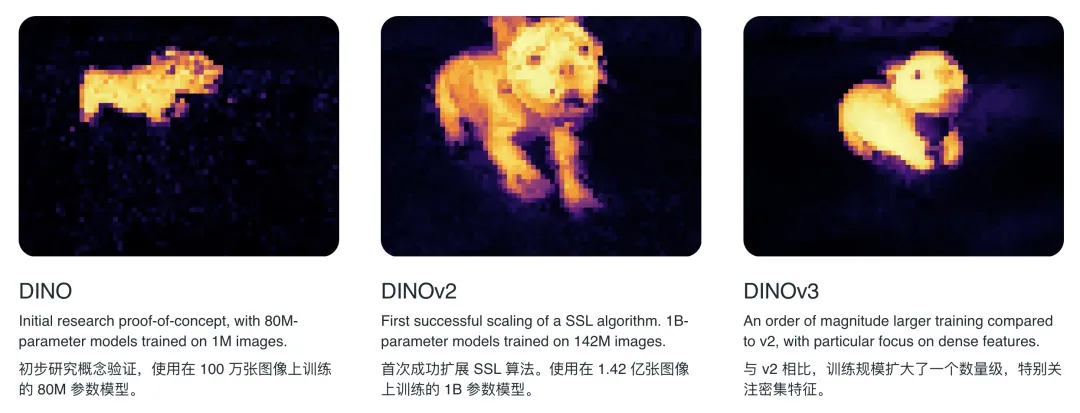 DINO
Initial research proof-of-concept, with 80M-
parameter models trained on 1M images.
初步研究概念验证，使用在 100 万张图像上训练
的 80M 参数模型。
DINOv2
First successful scaling of a SSL algorithm. 1B-
parameter models trained on 142M images.
首次成功扩展 SSL 算法。使用在 1.42 亿张图像
上训练的 1B 参数模型。
DINOv3
An order of magnitude larger training compared
to v2, with particular focus on dense features.
与 v2 相比，训练规模扩大了一个数量级，特别关
注密集特征。